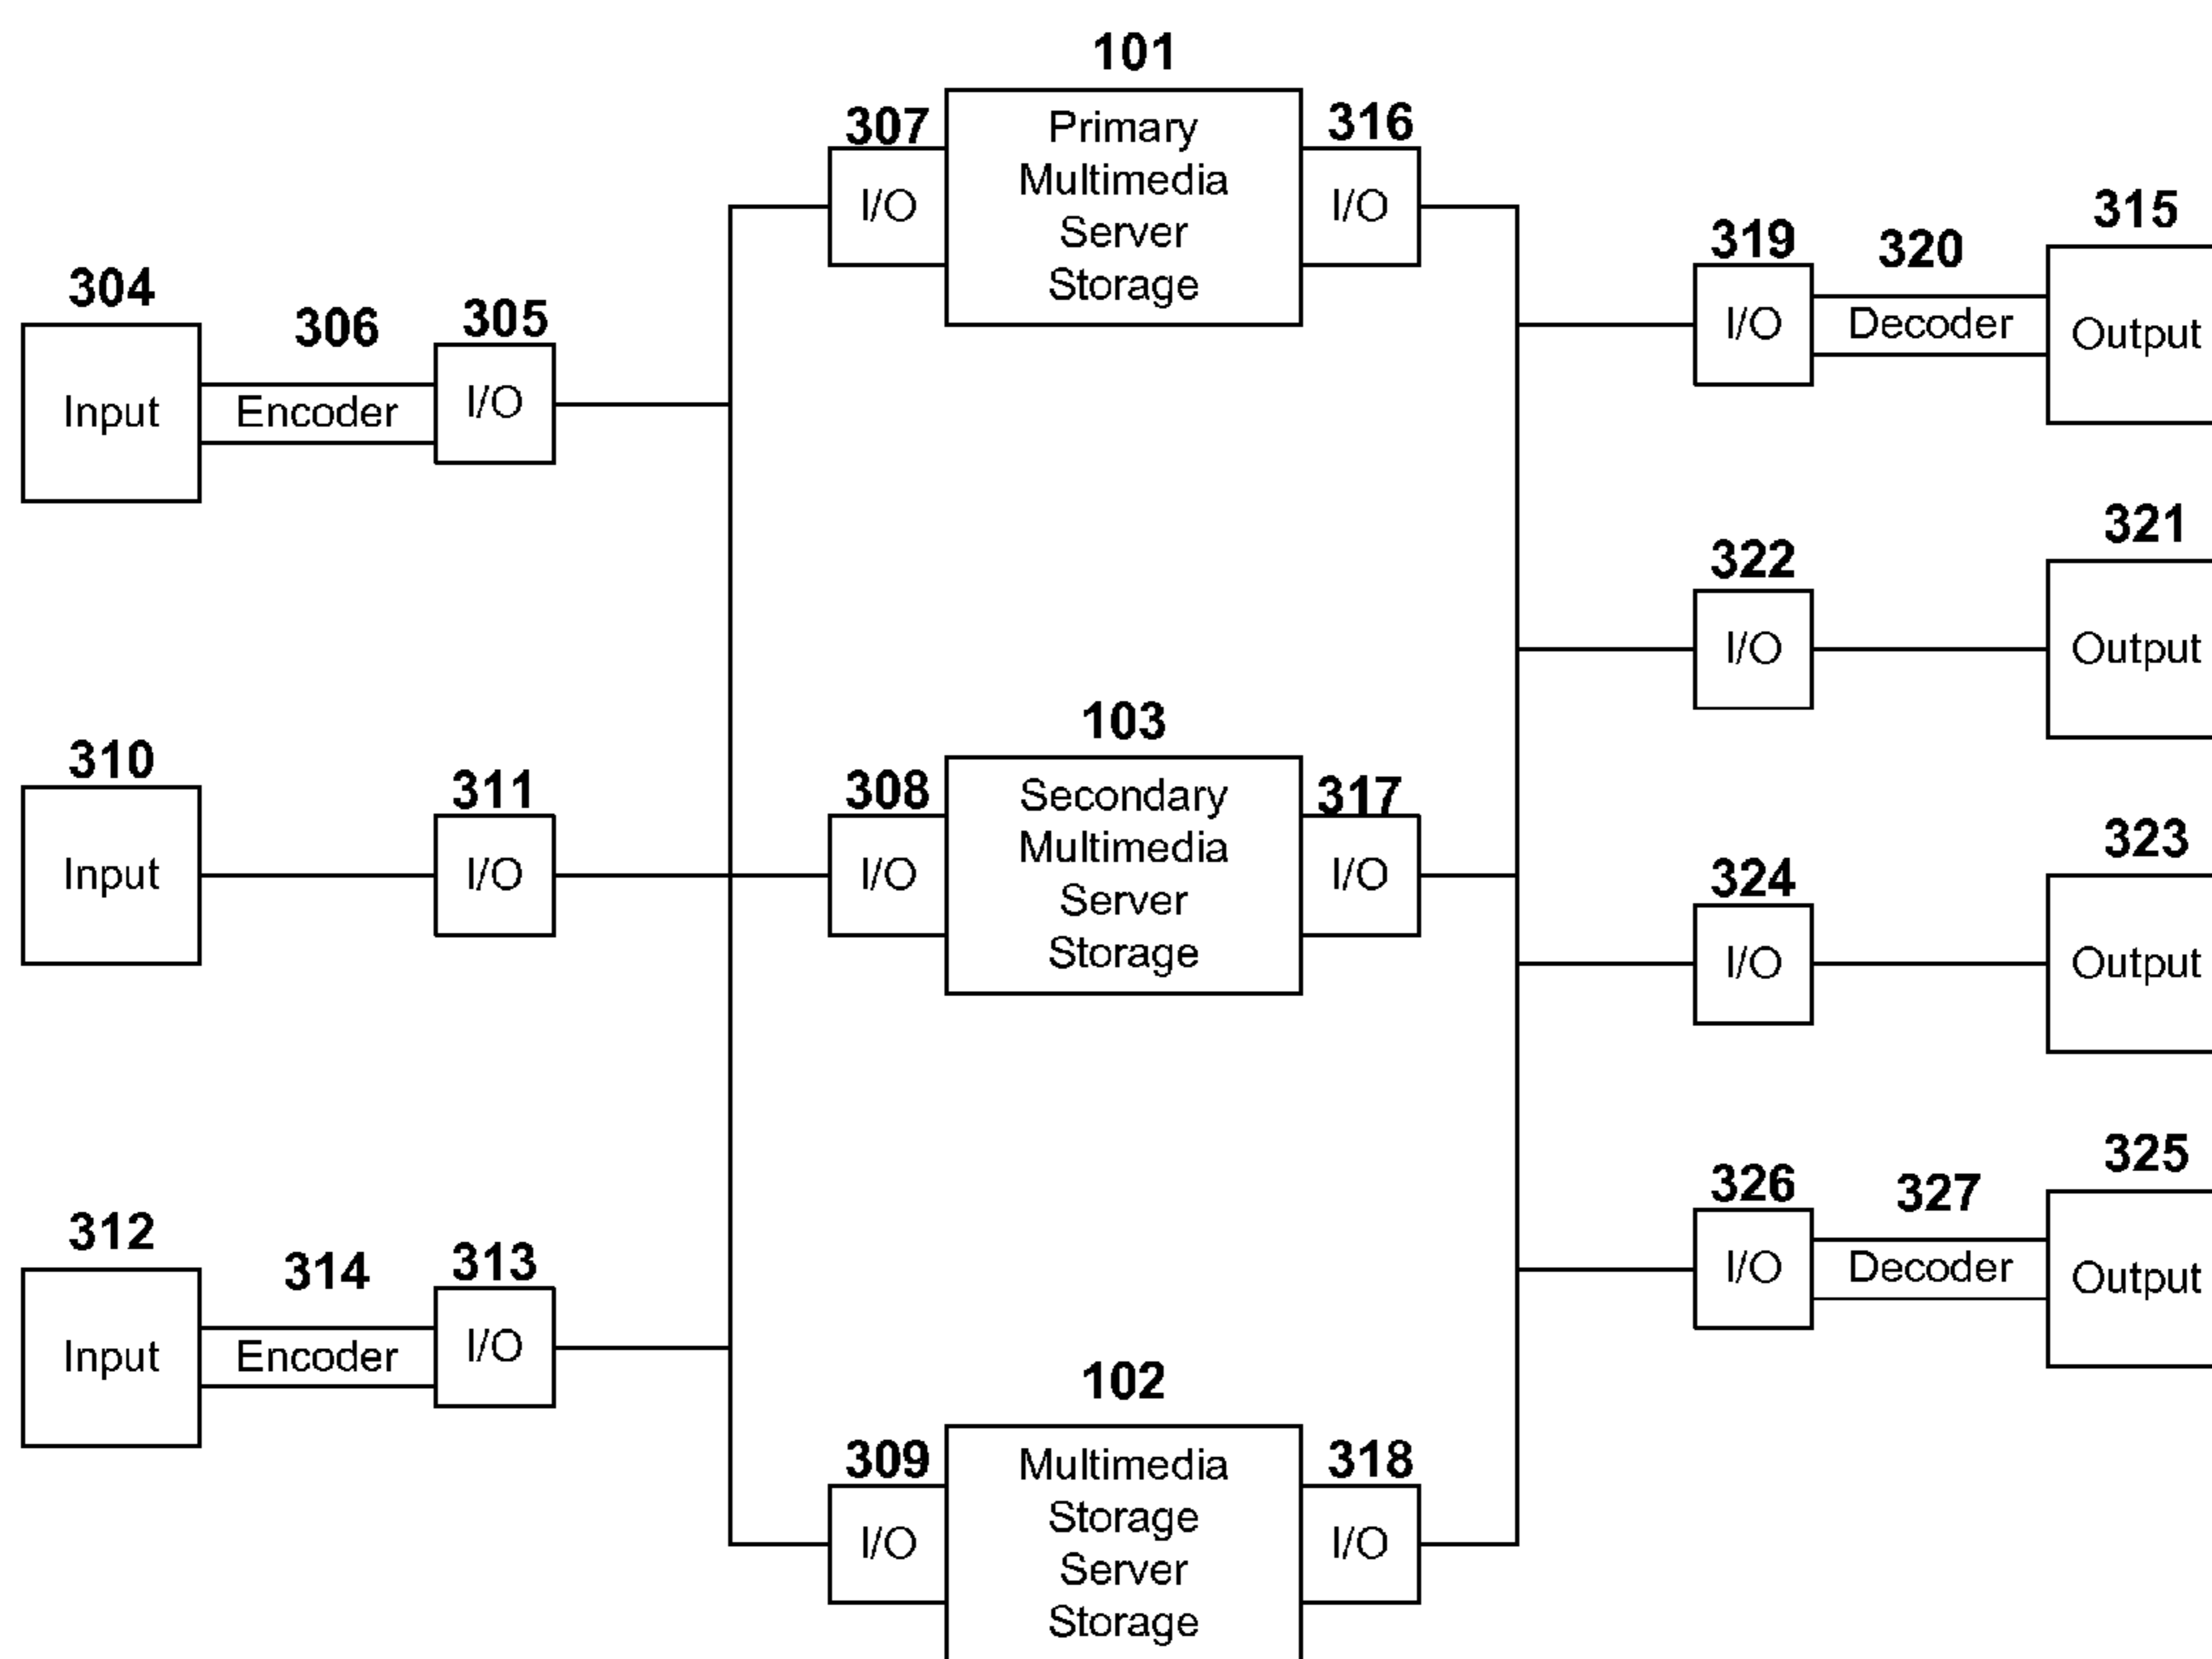 101
307
Primary
Multimedia
Server
Storage
316
I/O
I/O
304
306
305
Input
Encoder
I/O
319
320
315
I/O
Decoder
Output
322
321
I/O
Output
310
311
308
103
Secondary
Multimedia
Server
Storage
317
Input
I/O
I/O
I/O
324
323
I/O
Output
312
314
313
Input
Encoder
I/O
326
327
325
I/O
Decoder
Output
102
309
Multimedia
Storage
Server
Storage
318
I/O
I/O